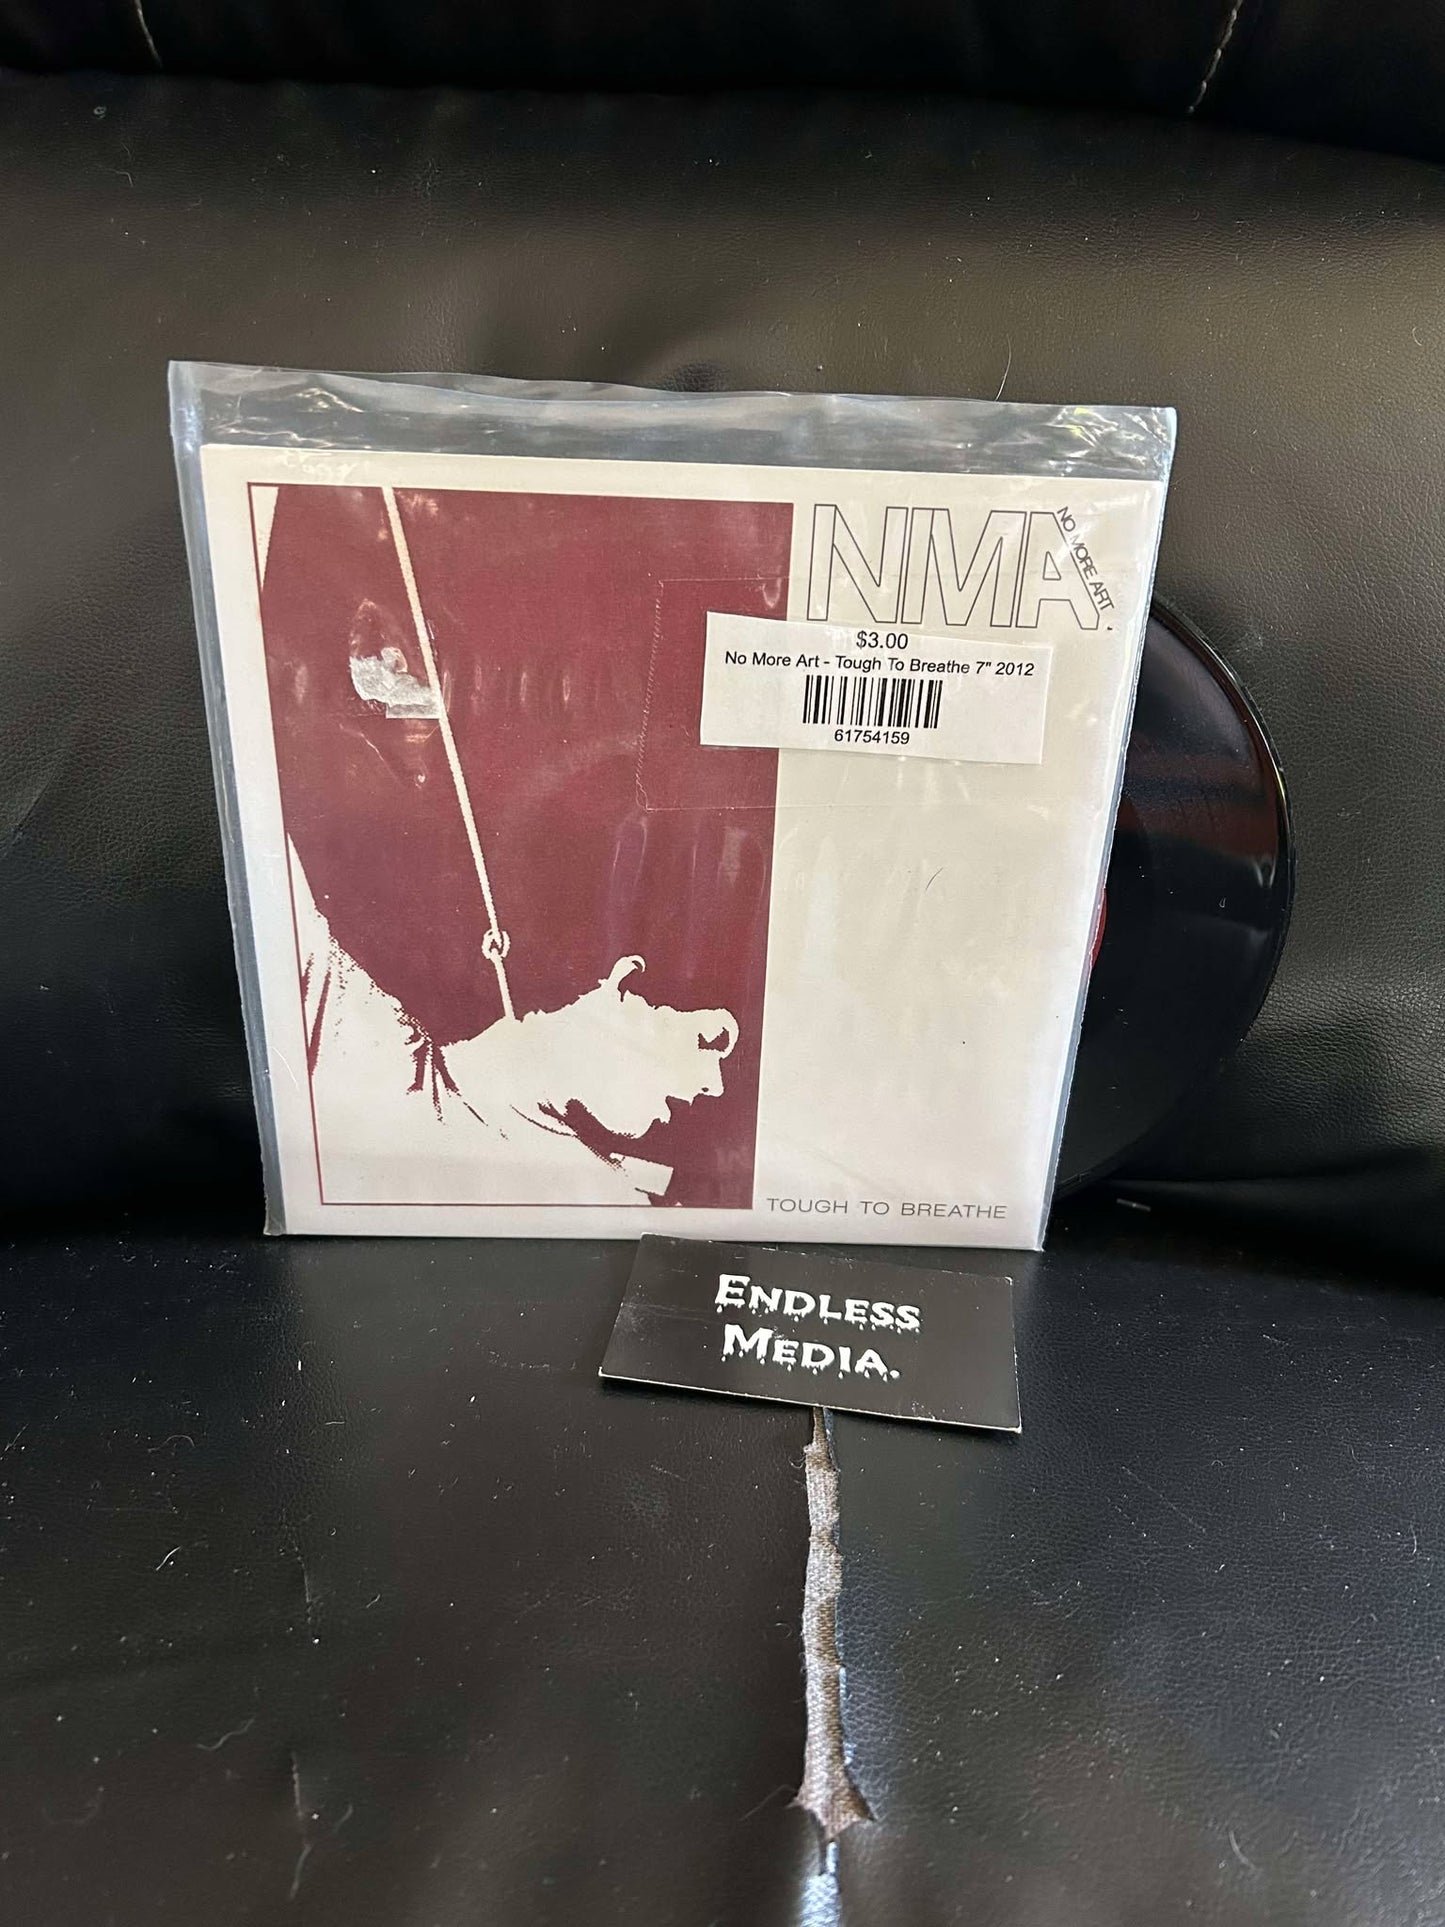 NMA.
NO MORE ART
$3.00
No More Art - Tough To Breathe 7" 2012
61754159
TOUGH TO BREATHE
ENDLESS
MEDIA.